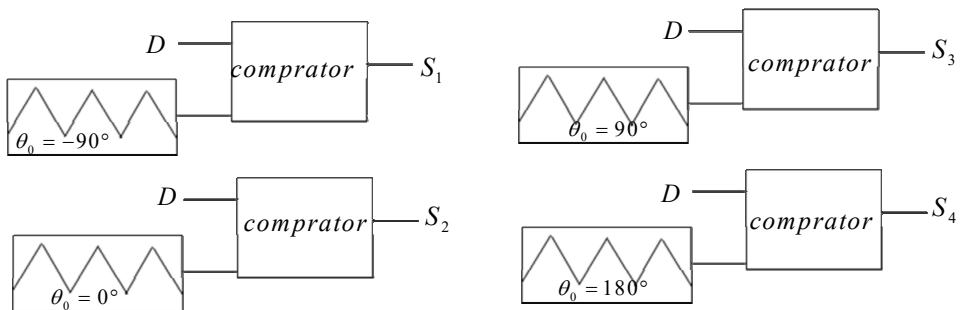 D
comprator
S₁
θ₀ = −90°
D
comprator
S₂
θ₀ = 0°
D
comprator
S₃
θ₀ = 90°
D
comprator
S₄
θ₀ = 180°